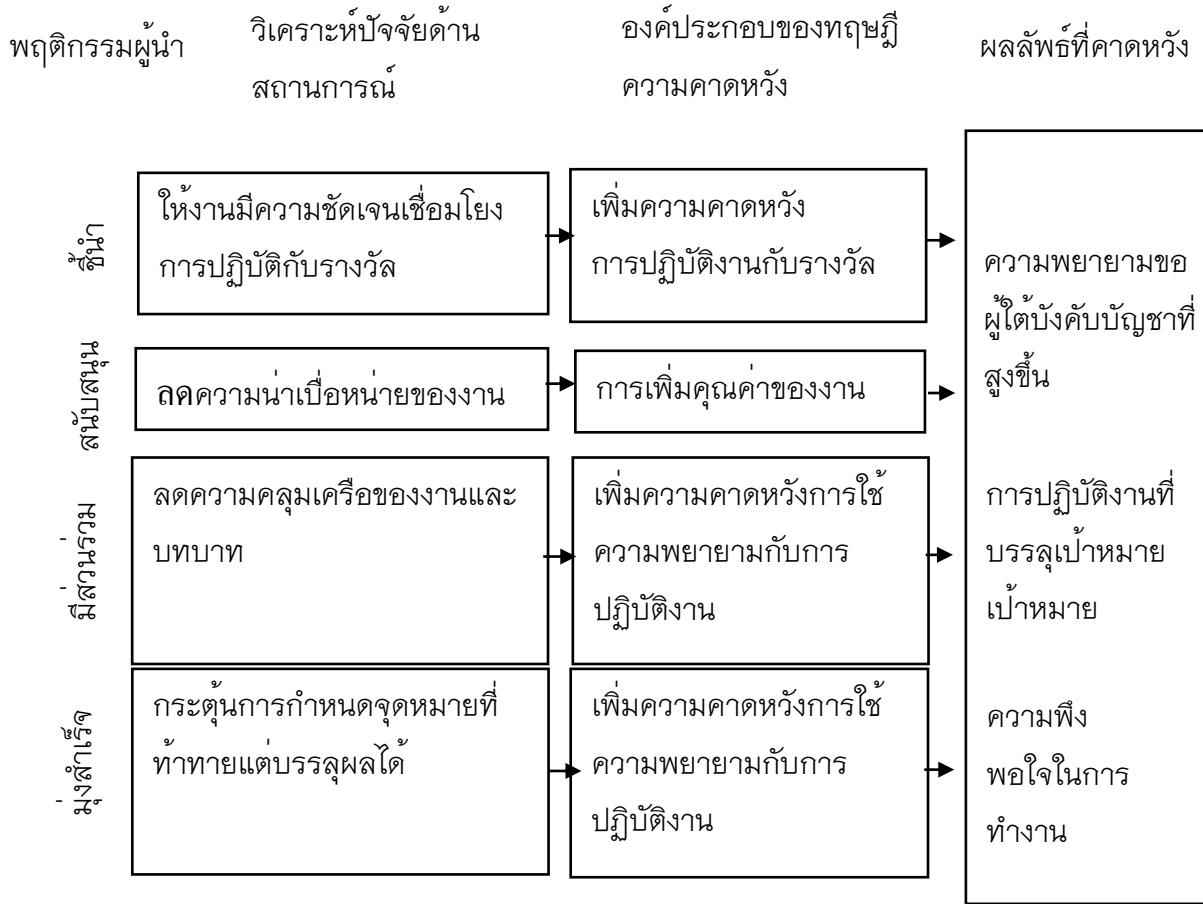 พฤติกรรมผู้นำ
วิเคราะห์ปัจจัยด้าน
สถานการณ์
องค์ประกอบของทฤษฎี
ความคาดหวัง
ผลลัพธ์ที่คาดหวัง
ชี้นำ
ให้งานมีความชัดเจนเชื่อมโยง
การปฏิบัติกับรางวัล
เพิ่มความคาดหวัง
การปฏิบัติงานกับรางวัล
สนับสนุน
ลดความน่าเบื่อหน่ายของงาน
การเพิ่มคุณค่าของงาน
มีส่วนร่วม
ลดความคลุมเครือของงานและ
บทบาท
เพิ่มความคาดหวังการใช้
ความพยายามกับการ
ปฏิบัติงาน
มุ่งสำเร็จ
กระตุ้นการกำหนดจุดหมายที่
ท้าทายแต่บรรลุผลได้
เพิ่มความคาดหวังการใช้
ความพยายามกับการ
ปฏิบัติงาน
ความพยายามขอ
ผู้ใต้บังคับบัญชาที่
สูงขึ้น
การปฏิบัติงานที่
บรรลุเป้าหมาย
เป้าหมาย
ความพึง
พอใจในการ
ทำงาน